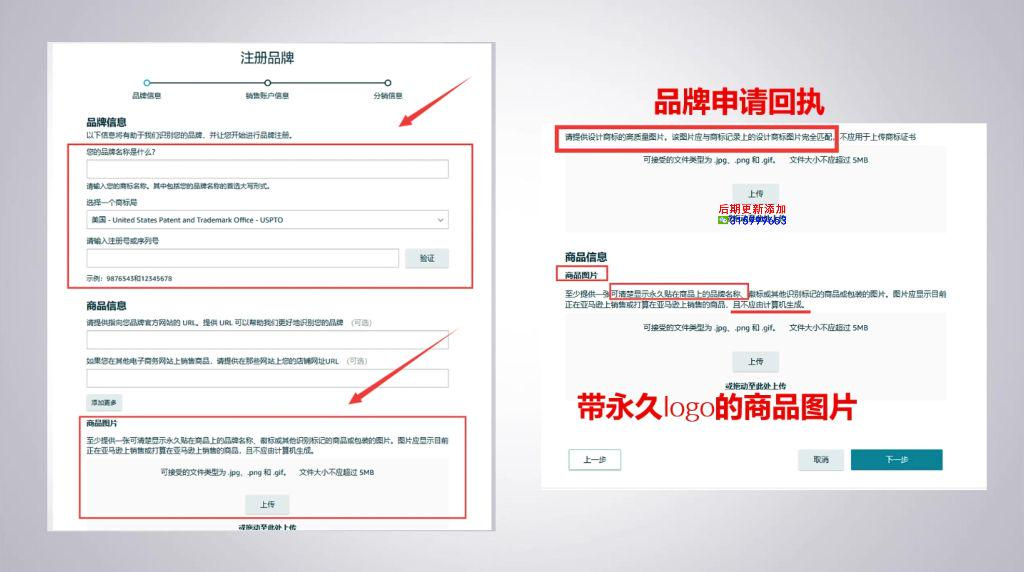 注册品牌
品牌信息
销售账户信息
分销信息
品牌信息
以下信息将有助于我们识别您的品牌，并让您开始进行品牌注册。
您的品牌名称是什么？
请输入您的商标名称。其中包括您的品牌名称的首选大写形式。
选择一个商标局
美国 - United States Patent and Trademark Office - USPTO
请输入注册号或序列号
验证
示例：9876543和12345678
商品信息
请提供指向您品牌官方网站的 URL。提供 URL 可以帮助我们更好地识别您的品牌 （可选）
如果您在其他电子商务网站上销售商品，请提供在那些网站上您的店铺网址URL （可选）
添加更多
商品图片
至少提供一张可清楚显示永久贴在商品上的品牌名称、徽标或其他识别标记的商品或包装的图片。图片应显示目前
正在亚马逊上销售或打算在亚马逊上销售的商品，且不应由计算机生成。
可接受的文件类型为 .jpg、.png 和 .gif。 文件大小不应超过 5MB
上传
或拖动至此处上传
品牌申请回执
请提供设计商标的高质量图片。该图片应与商标记录上的设计商标图片完全匹配。不应用于上传商标证书
可接受的文件类型为 .jpg、.png 和 .gif。 文件大小不应超过 5MB
上传
后期更新添加
商品信息
商品图片
至少提供一张可清楚显示永久贴在商品上的品牌名称、徽标或其他识别标记的商品或包装的图片。图片应显示目前
正在亚马逊上销售或打算在亚马逊上销售的商品，且不应由计算机生成。
可接受的文件类型为 .jpg、.png 和 .gif。 文件大小不应超过 5MB
上传
或拖动至此处上传
带永久logo的商品图片
上一步
取消
下一步